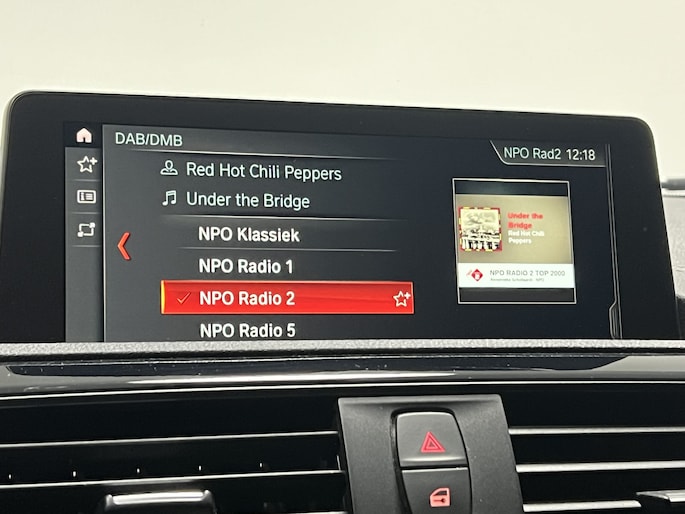 DAB/DMB
NPO Rad2 12:18
Red Hot Chili Peppers
Under the Bridge
NPO Klassiek
NPO Radio 1
NPO Radio 2
NPO Radio 5
Under the
Bridge
Red Hot Chili
Peppers
NPO RADIO 2 TOP 2000